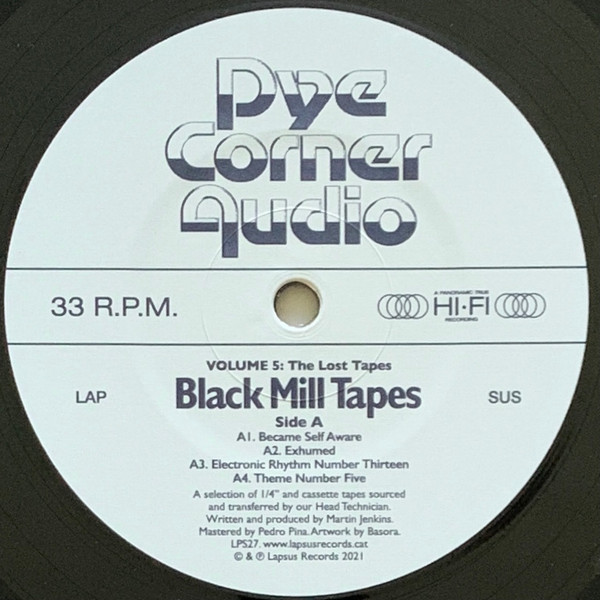 Pye
Corner
Audio
33 R.P.M.
A PANORAMIC TRUE
HI·FI
RECORDING
VOLUME 5: The Lost Tapes
LAP
Black Mill Tapes
SUS
Side A
A1. Became Self Aware
A2. Exhumed
A3. Electronic Rhythm Number Thirteen
A4. Theme Number Five
A selection of 1/4" and cassette tapes sourced
and transferred by our Head Technician.
Written and produced by Martin Jenkins.
Mastered by Pedro Pina. Artwork by Basora.
LPS27. www.lapsusrecords.cat
© & ℗ Lapsus Records 2021